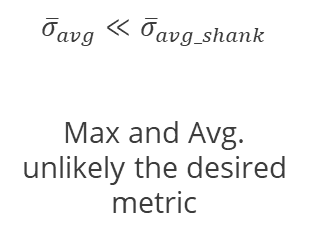 σ̄avg ≪ σ̄avg_shank
Max and Avg.
unlikely the desired
metric